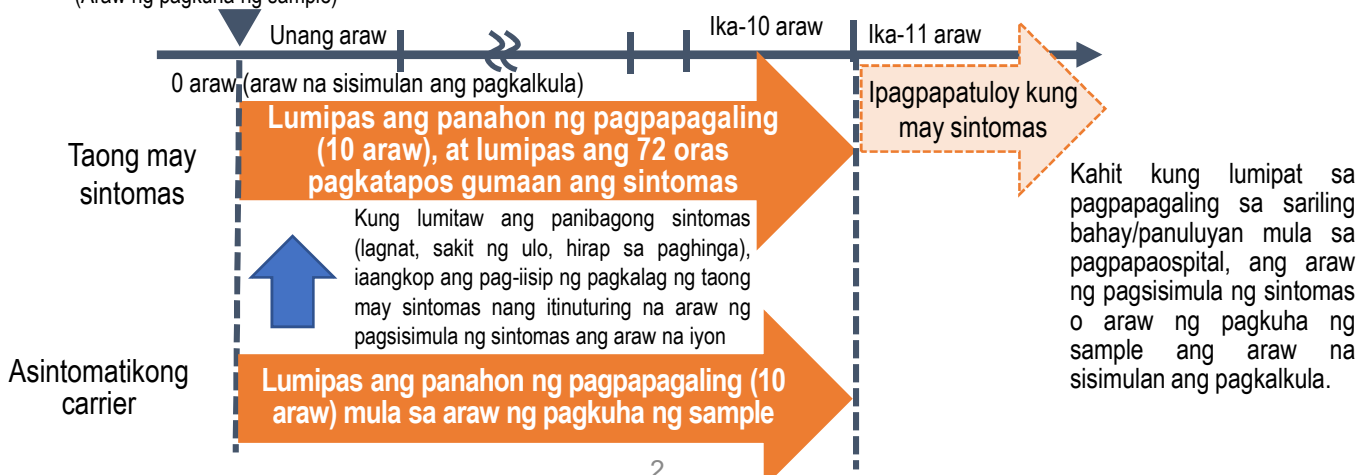 (Araw ng pagkuha ng sample)
Unang araw
Ika-10 araw
Ika-11 araw
0 araw (araw na sisimulan ang pagkalkula)
Taong may
sintomas
Lumipas ang panahon ng pagpapagaling
(10 araw), at lumipas ang 72 oras
pagkatapos gumaan ang sintomas
Ipagpapatuloy kung
may sintomas
Kung lumitaw ang panibagong sintomas
(lagnat, sakit ng ulo, hirap sa paghinga),
iaangkop ang pag-iisip ng pagkalag ng taong
may sintomas nang itinuturing na araw ng
pagsisimula ng sintomas ang araw na iyon
Kahit kung lumipat sa
pagpapagaling sa sariling
bahay/panuluyan mula sa
pagpapaospital, ang araw
ng pagsisimula ng sintomas
o araw ng pagkuha ng
sample ang araw na
sisimulan ang pagkalkula.
Asintomatikong
carrier
Lumipas ang panahon ng pagpapagaling (10
araw) mula sa araw ng pagkuha ng sample
2